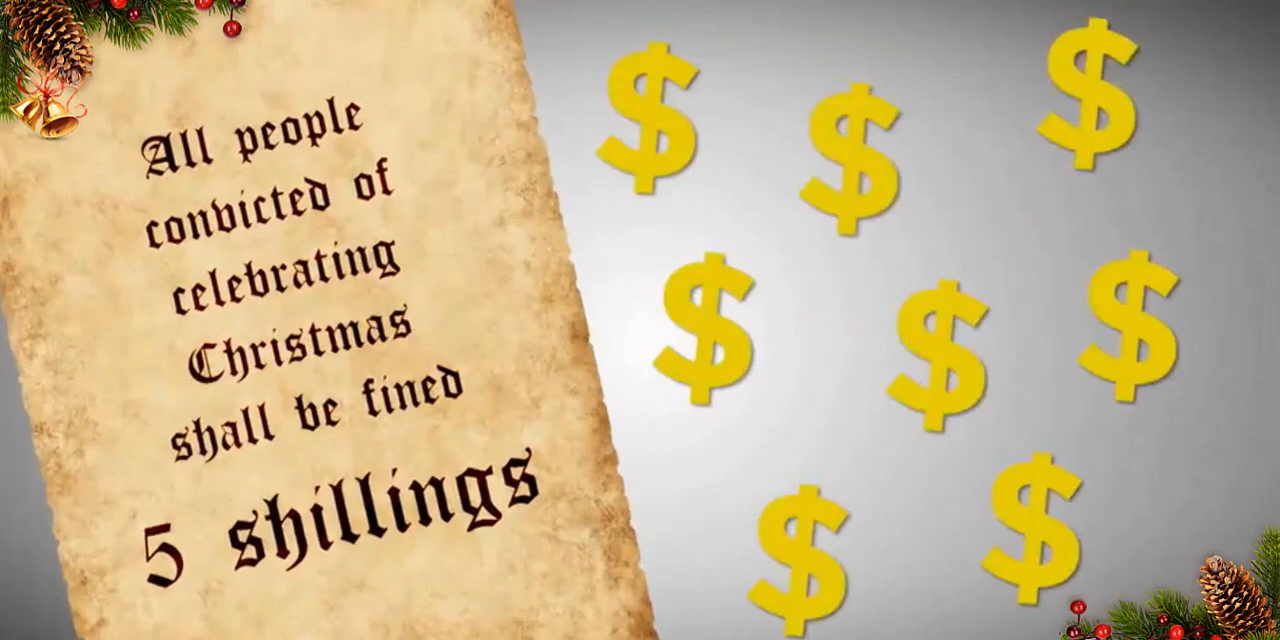 All people
convicted of
celebrating
Christmas
shall be fined
5 shillings
$ $ $
$ $ $
$ $